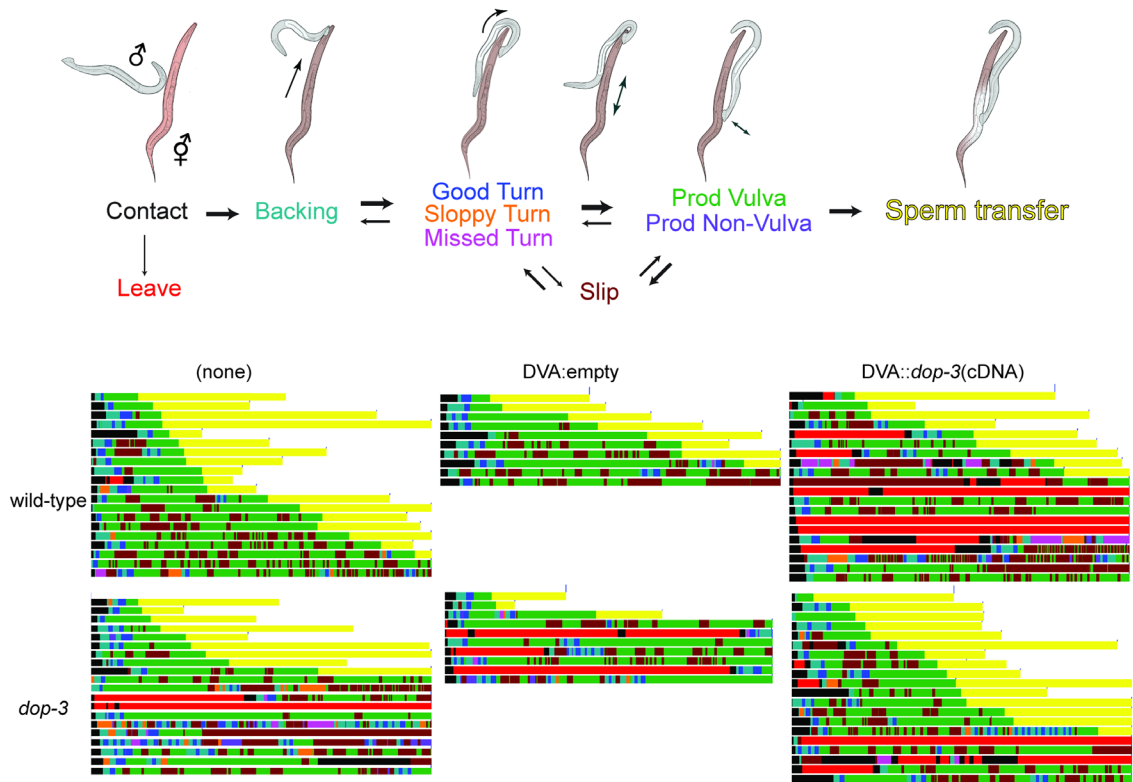 ♂
⚥
Contact
Backing
Good Turn
Sloppy Turn
Missed Turn
Prod Vulva
Prod Non-Vulva
Sperm transfer
Leave
Slip
(none)
DVA:empty
DVA::dop-3(cDNA)
wild-type
dop-3